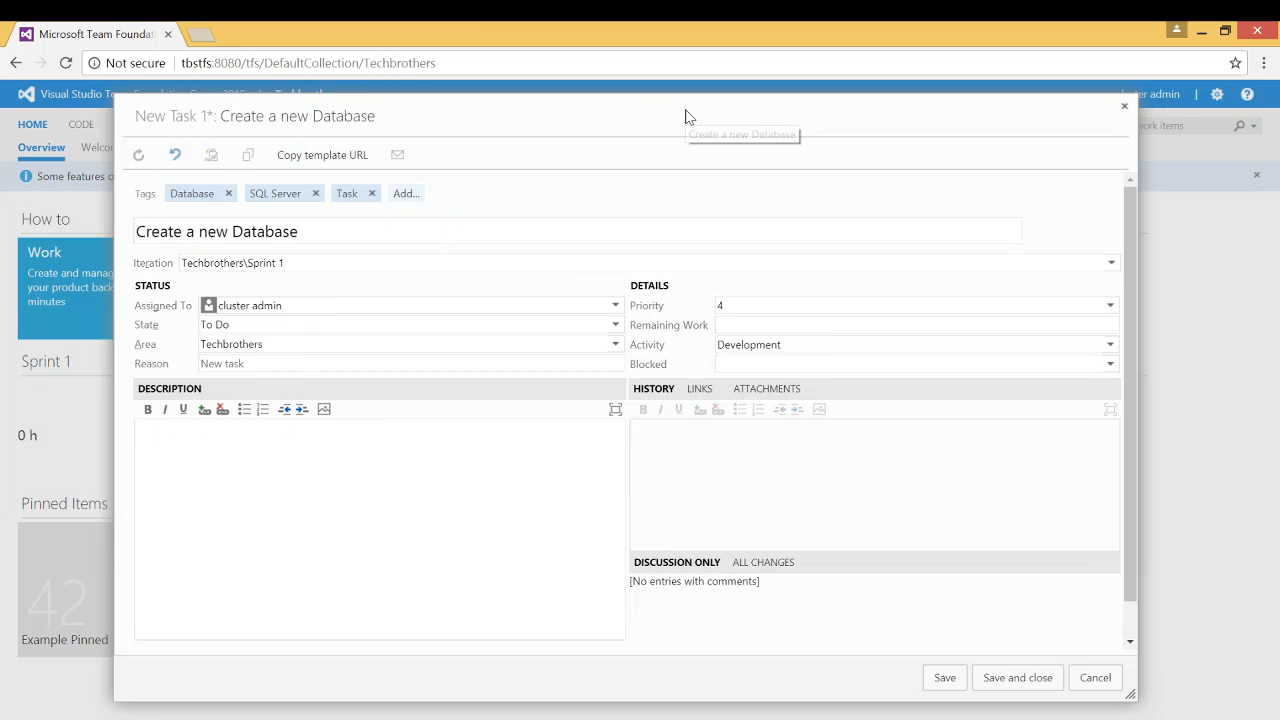 Microsoft Team Founda
Not secure
tbstfs:8080/tfs/DefaultCollection/Techbrothers
Visual Studio Te
admin
HOME CODE
work items
Overview Welco
Some features o
New Task 1*: Create a new Database
Create a new Database
Copy template URL
Tags Database SQL Server Task Add...
How to
Work
Create and manag
your product back
minutes
Create a new Database
Iteration Techbrothers\Sprint 1
STATUS DETAILS
Assigned To cluster admin Priority 4
State To Do Remaining Work
Area Techbrothers Activity Development
Reason New task Blocked
Sprint 1
DESCRIPTION HISTORY LINKS ATTACHMENTS
B I U B I U
0 h
Pinned Items
42
Example Pinned
DISCUSSION ONLY ALL CHANGES
[No entries with comments]
Save Save and close Cancel